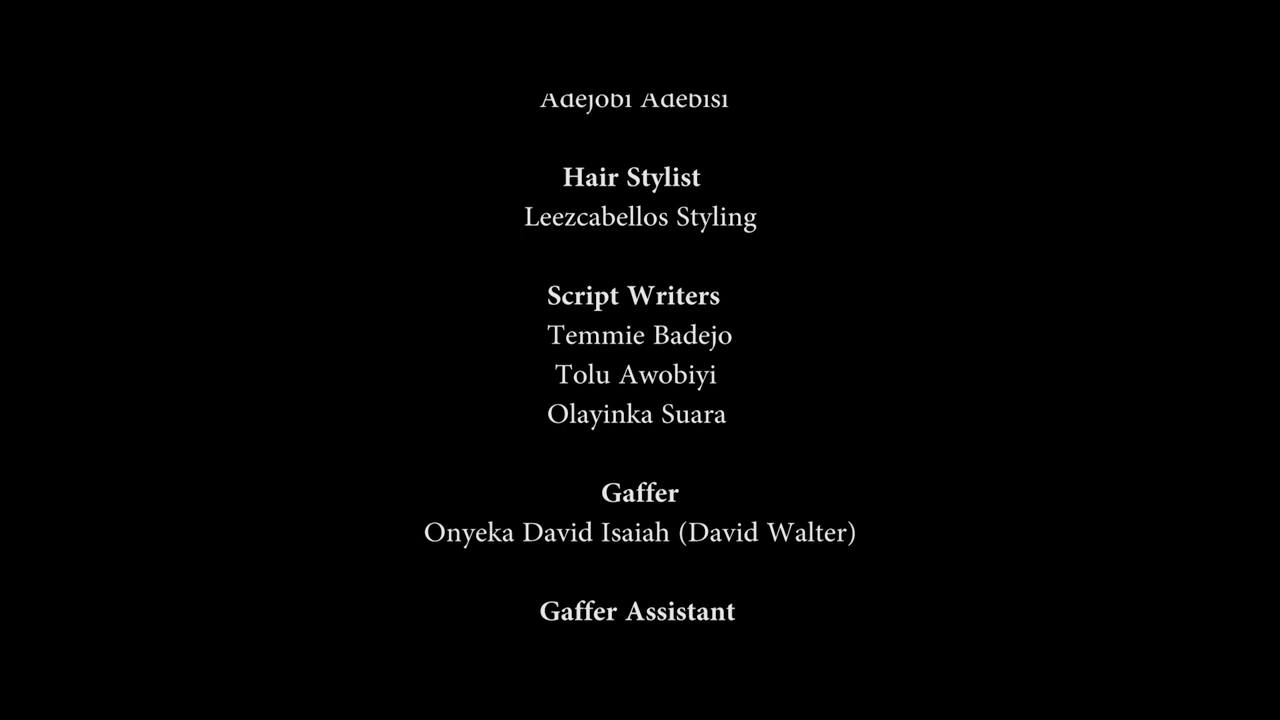 Adejobi Adebisi
Hair Stylist
Leezcabellos Styling
Script Writers
Temmie Badejo
Tolu Awobiyi
Olayinka Suara
Gaffer
Onyeka David Isaiah (David Walter)
Gaffer Assistant